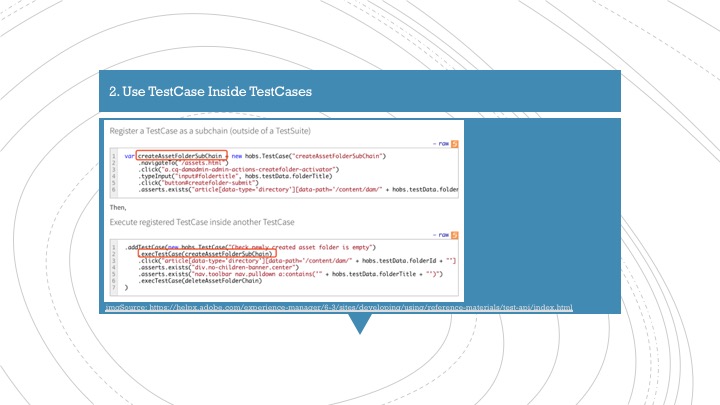 2. Use TestCase Inside TestCases
Register a TestCase as a subchain (outside of a TestSuite)
raw
1 var createAssetFolderSubChain = new hobs.TestCase("createAssetFolderSubChain")
2 .navigateTo("/assets.html")
3 .click("a.cq-damadmin-admin-actions-createfolder-activator")
4 .typeInput("input#foldertitle", hobs.testData.folderTitle)
5 .click("button#createfolder-submit")
6 .asserts.exists("article[data-type='directory'][data-path='/content/dam/" + hobs.testData.folder
Then,
Execute registered TestCase inside another TestCase
raw
1 .addTestCase(new hobs.TestCase("Check newly created asset folder is empty")
2 .execTestCase(createAssetFolderSubChain)
3 .click("article[data-type='directory'][data-path='/content/dam/" + hobs.testData.folderId + "']
4 .asserts.exists("div.no-children-banner.center")
5 .asserts.exists("nav.toolbar nav.pulldown a:contains('" + hobs.testData.folderTitle + "')")
6 .execTestCase(deleteAssetFolderChain)
7 )
imgSource: https://helpx.adobe.com/experience-manager/6-3/sites/developing/using/reference-materials/test-api/index.html